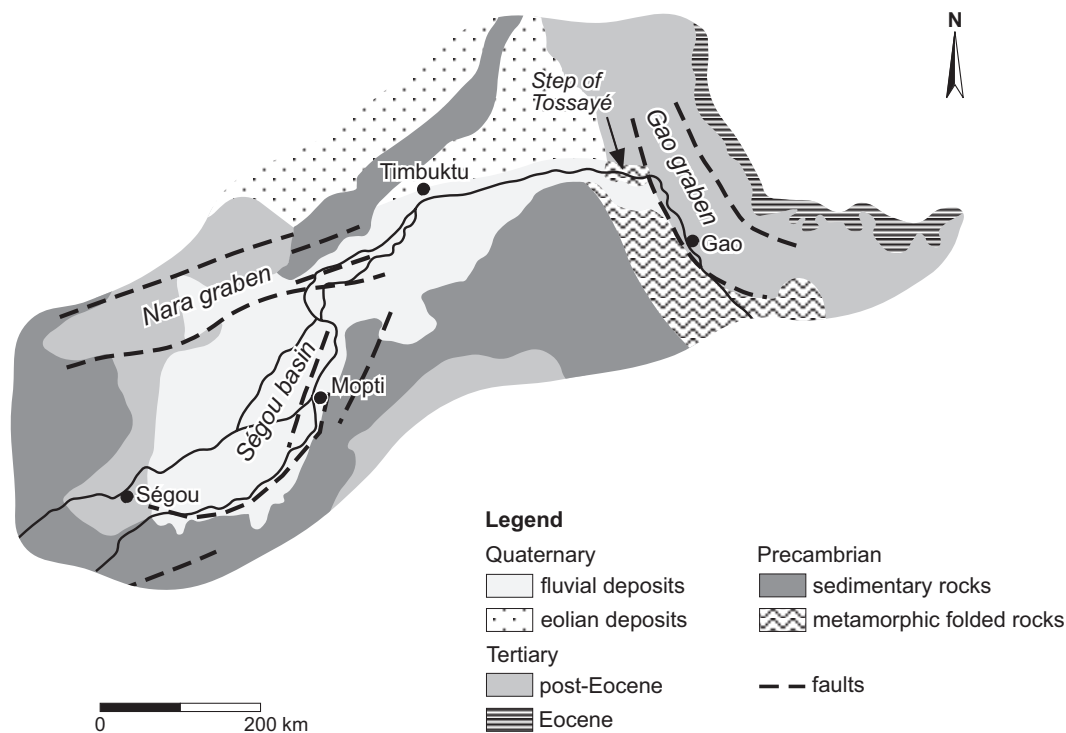 N
Step of
Tossayé
Gao graben
Timbuktu
Gao
Nara graben
Ségou basin
Mopti
Ségou
Legend
Quaternary
fluvial deposits
eolian deposits
Tertiary
post-Eocene
Eocene
Precambrian
sedimentary rocks
metamorphic folded rocks
faults
0 200 km